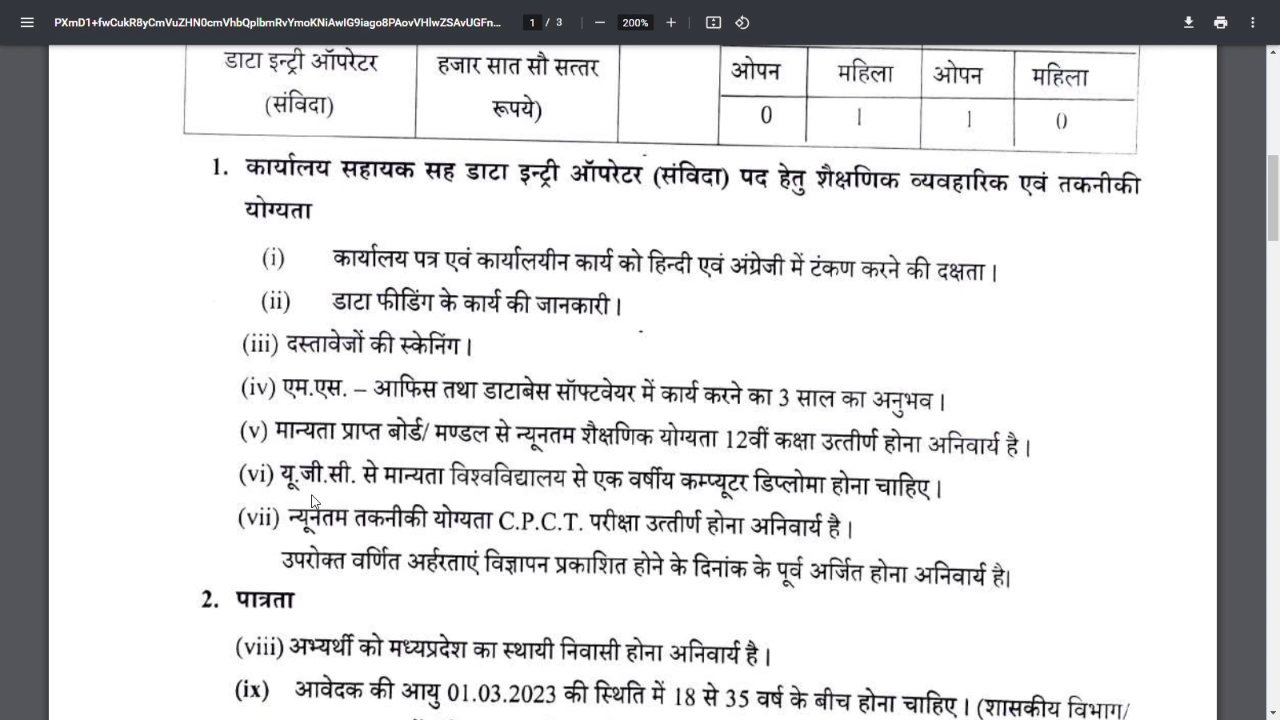 PXmD1+fwCukR8yCmVuZHN0cmVhbQplbmRvYmoKNiAwIG9iago8PAovVHlwZSAvUGFn...
1 / 3
200%
डाटा इन्ट्री ऑपरेटर
(संविदा)
हजार सात सौ सत्तर
रूपये)
ओपन महिला ओपन महिला
0 1 1 0
1. कार्यालय सहायक सह डाटा इन्ट्री ऑपरेटर (संविदा) पद हेतु शैक्षणिक व्यवहारिक एवं तकनीकी
योग्यता
(i) कार्यालय पत्र एवं कार्यालयीन कार्य को हिन्दी एवं अंग्रेजी में टंकण करने की दक्षता।
(ii) डाटा फीडिंग के कार्य की जानकारी।
(iii) दस्तावेजों की स्केनिंग।
(iv) एम.एस. – आफिस तथा डाटाबेस सॉफ्टवेयर में कार्य करने का 3 साल का अनुभव।
(v) मान्यता प्राप्त बोर्ड/ मण्डल से न्यूनतम शैक्षणिक योग्यता 12वीं कक्षा उत्तीर्ण होना अनिवार्य है।
(vi) यू.जी.सी. से मान्यता विश्वविद्यालय से एक वर्षीय कम्प्यूटर डिप्लोमा होना चाहिए।
(vii) न्यूनतम तकनीकी योग्यता C.P.C.T. परीक्षा उत्तीर्ण होना अनिवार्य है।
उपरोक्त वर्णित अर्हरताएं विज्ञापन प्रकाशित होने के दिनांक के पूर्व अर्जित होना अनिवार्य है।
2. पात्रता
(viii) अभ्यर्थी को मध्यप्रदेश का स्थायी निवासी होना अनिवार्य है।
(ix) आवेदक की आयु 01.03.2023 की स्थिति में 18 से 35 वर्ष के बीच होना चाहिए। (शासकीय विभाग/